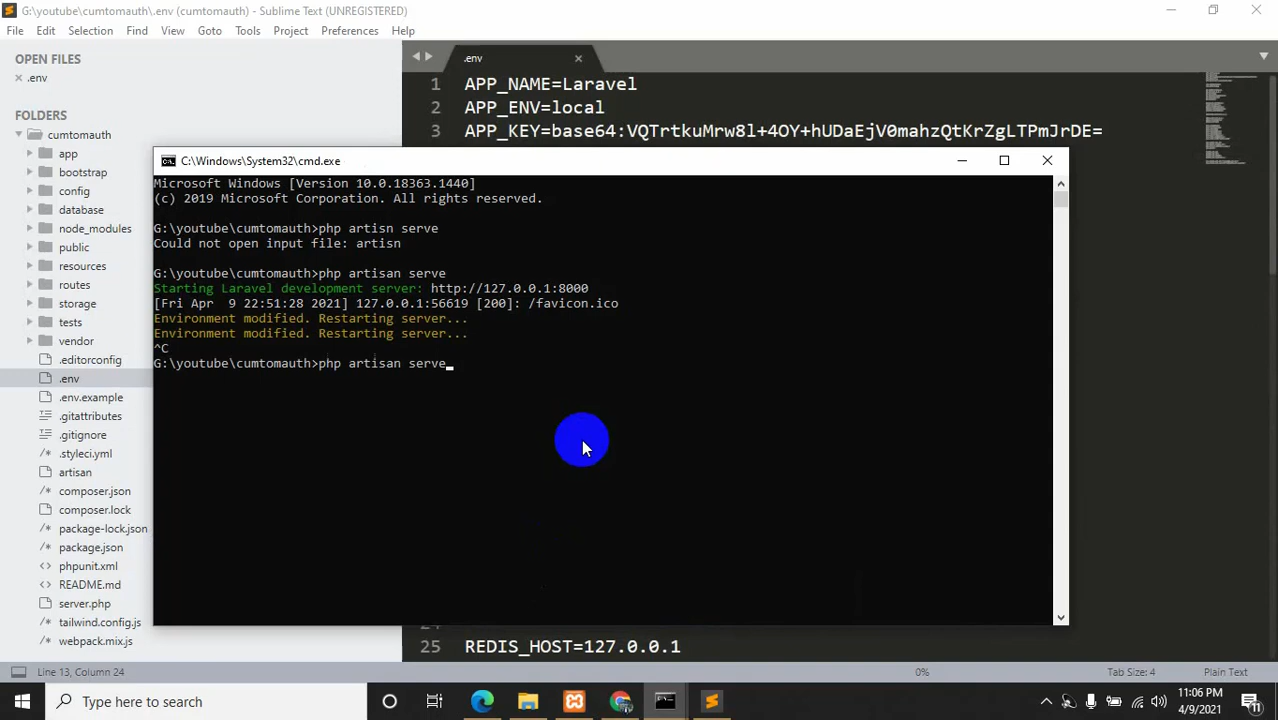 G:\youtube\cumtomauth\.env (cumtomauth) - Sublime Text (UNREGISTERED)
File Edit Selection Find View Goto Tools Project Preferences Help
OPEN FILES
.env
FOLDERS
cumtomauth
app
bootstrap
config
database
node_modules
public
resources
routes
storage
tests
vendor
.editorconfig
.env
.env.example
.gitattributes
.gitignore
/* .styleci.yml
artisan
/* composer.json
composer.lock
/* package-lock.json
/* package.json
phpunit.xml
README.md
server.php
/* tailwind.config.js
/* webpack.mix.js
.env
1 APP_NAME=Laravel
2 APP_ENV=local
3 APP_KEY=base64:VQTrtkuMrw8l+4OY+hUDaEjV0mahzQtKrZgLTPmJrDE=
C:\Windows\System32\cmd.exe
Microsoft Windows [Version 10.0.18363.1440]
(c) 2019 Microsoft Corporation. All rights reserved.
G:\youtube\cumtomauth>php artisn serve
Could not open input file: artisn
G:\youtube\cumtomauth>php artisan serve
Starting Laravel development server: http://127.0.0.1:8000
[Fri Apr  9 22:51:28 2021] 127.0.0.1:56619 [200]: /favicon.ico
Environment modified. Restarting server...
Environment modified. Restarting server...
^C
G:\youtube\cumtomauth>php artisan serve
25 REDIS_HOST=127.0.0.1
Line 13, Column 24
0%
Tab Size: 4
Plain Text
Type here to search
11:06 PM
4/9/2021
11